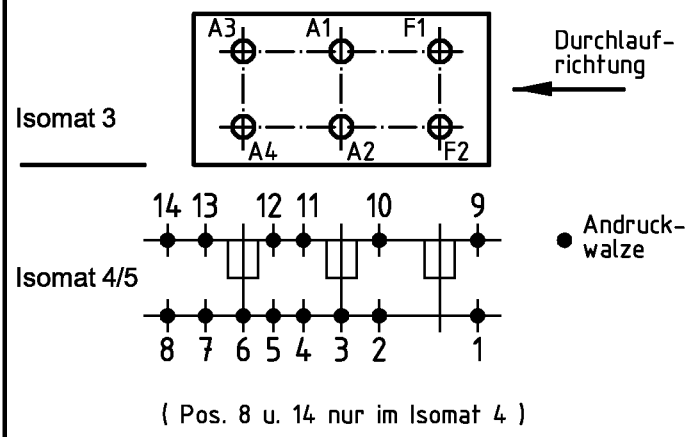 A3 A1 F1
Durchlauf-
richtung
Isomat 3
A4 A2 F2
14 13 12 11 10 9
Andruck-
walze
Isomat 4/5
8 7 6 5 4 3 2 1
( Pos. 8 u. 14 nur im Isomat 4 )